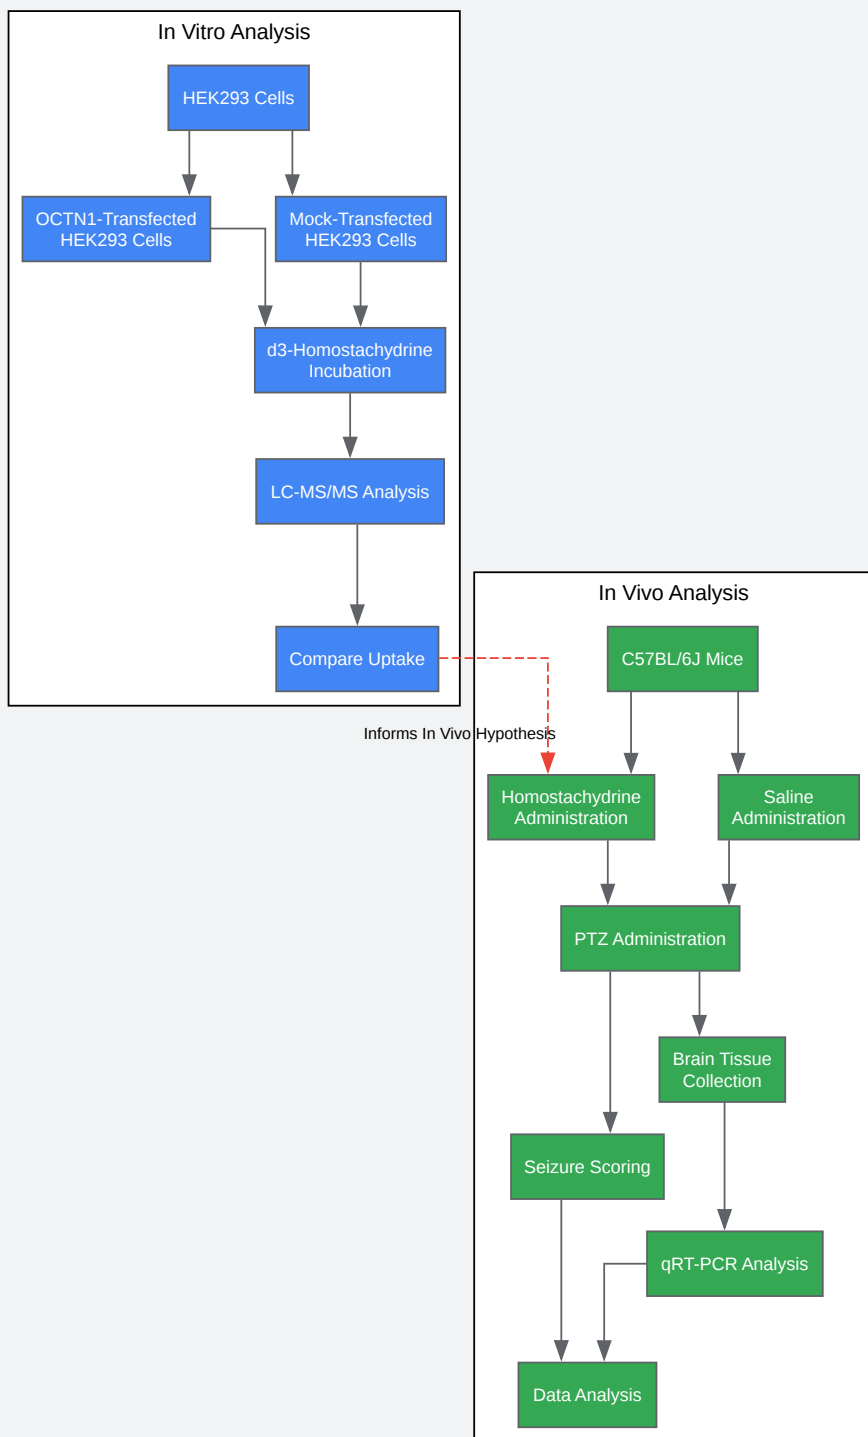 In Vitro Analysis
HEK293 Cells
OCTN1-Transfected
HEK293 Cells
Mock-Transfected
HEK293 Cells
d3-Homostachydrine
Incubation
LC-MS/MS Analysis
Compare Uptake
In Vivo Analysis
C57BL/6J Mice
Informs In Vivo Hypothesis
Homostachydrine
Administration
Saline
Administration
PTZ Administration
Brain Tissue
Collection
Seizure Scoring
qRT-PCR Analysis
Data Analysis